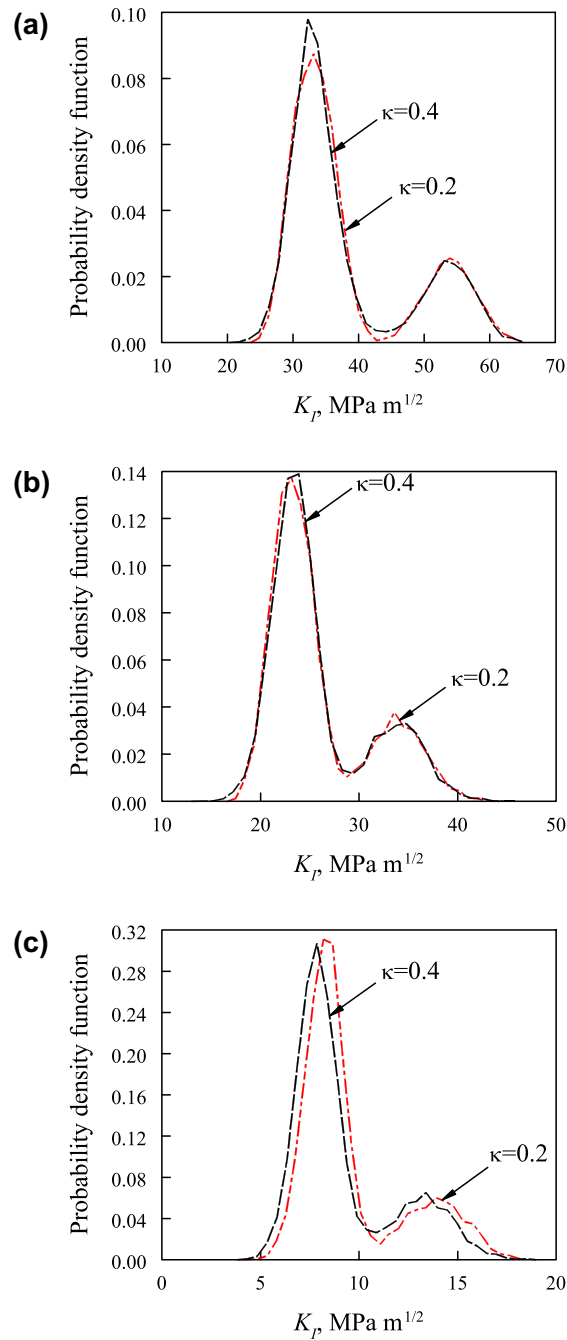 (a)
Probability density function
0.10
0.08
0.06
0.04
0.02
0.00
κ=0.4
κ=0.2
10 20 30 40 50 60 70
K_I, MPa m^{1/2}
(b)
Probability density function
0.14
0.12
0.10
0.08
0.06
0.04
0.02
0.00
κ=0.4
κ=0.2
10 20 30 40 50
K_I, MPa m^{1/2}
(c)
Probability density function
0.32
0.28
0.24
0.20
0.16
0.12
0.08
0.04
0.00
κ=0.4
κ=0.2
0 5 10 15 20
K_I, MPa m^{1/2}